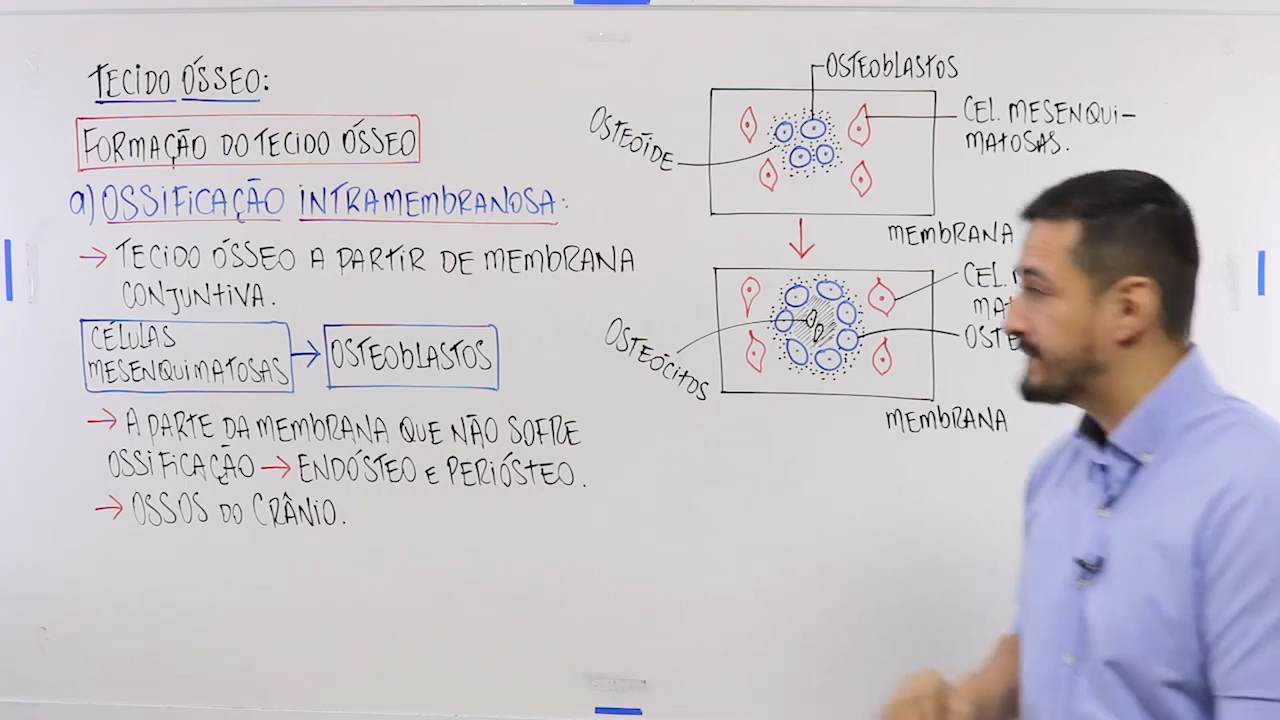 TECIDO ÓSSEO:
FORMAÇÃO DO TECIDO ÓSSEO
a) OSSIFICAÇÃO INTRAMEMBRANOSA:
→ TECIDO ÓSSEO A PARTIR DE MEMBRANA
CONJUNTIVA.
CÉLULAS
MESENQUIMATOSAS → OSTEOBLASTOS
→ A PARTE DA MEMBRANA QUE NÃO SOFRE
OSSIFICAÇÃO → ENDÓSTEO E PERIÓSTEO.
→ OSSOS DO CRÂNIO.
OSTEOBLASTOS
OSTEÓIDE
CEL. MESENQUI-
MATOSAS.
MEMBRANA
CEL.
OSTEÓCITOS
MEMBRANA